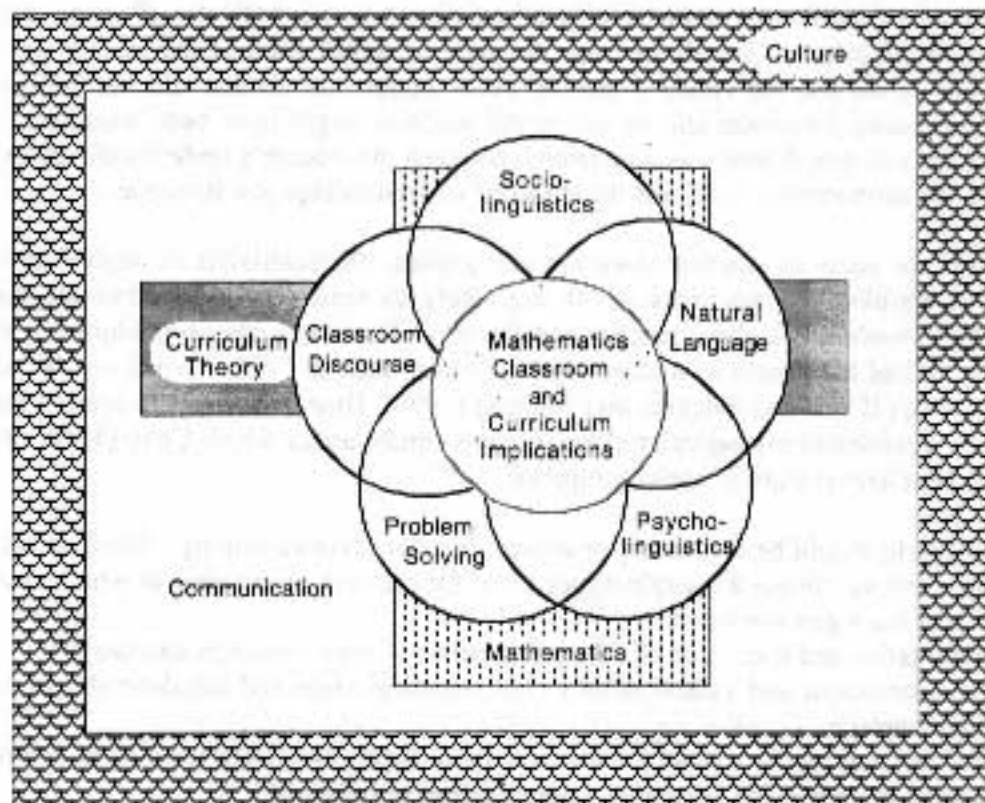 Culture
Socio-
linguistics
Natural
Language
Curriculum
Theory
Classroom
Discourse
Mathematics
Classroom
and
Curriculum
Implications
Problem
Solving
Psycho-
linguistics
Communication
Mathematics